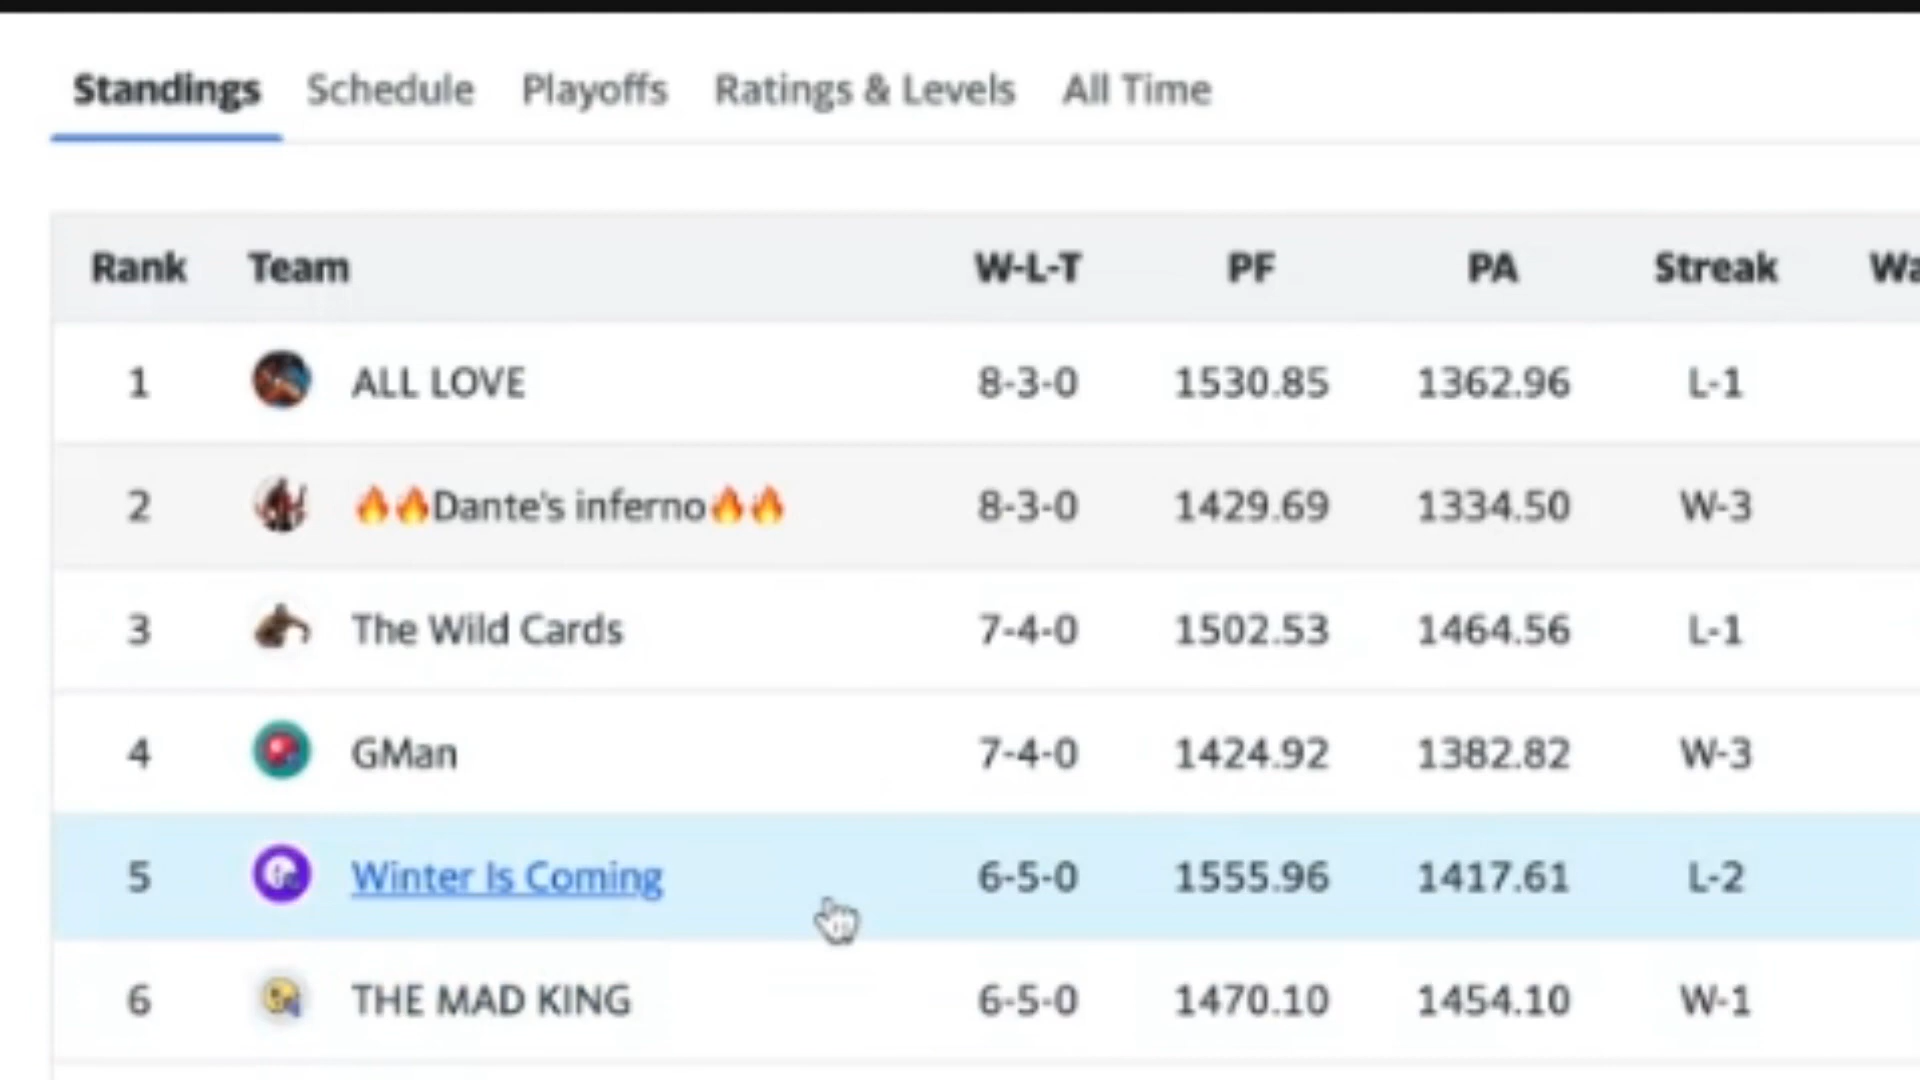 Standings Schedule Playoffs Ratings & Levels All Time
Rank Team W-L-T PF PA Streak Wa
1 ALL LOVE 8-3-0 1530.85 1362.96 L-1
2 🔥🔥Dante's inferno🔥🔥 8-3-0 1429.69 1334.50 W-3
3 The Wild Cards 7-4-0 1502.53 1464.56 L-1
4 GMan 7-4-0 1424.92 1382.82 W-3
5 Winter Is Coming 6-5-0 1555.96 1417.61 L-2
6 THE MAD KING 6-5-0 1470.10 1454.10 W-1